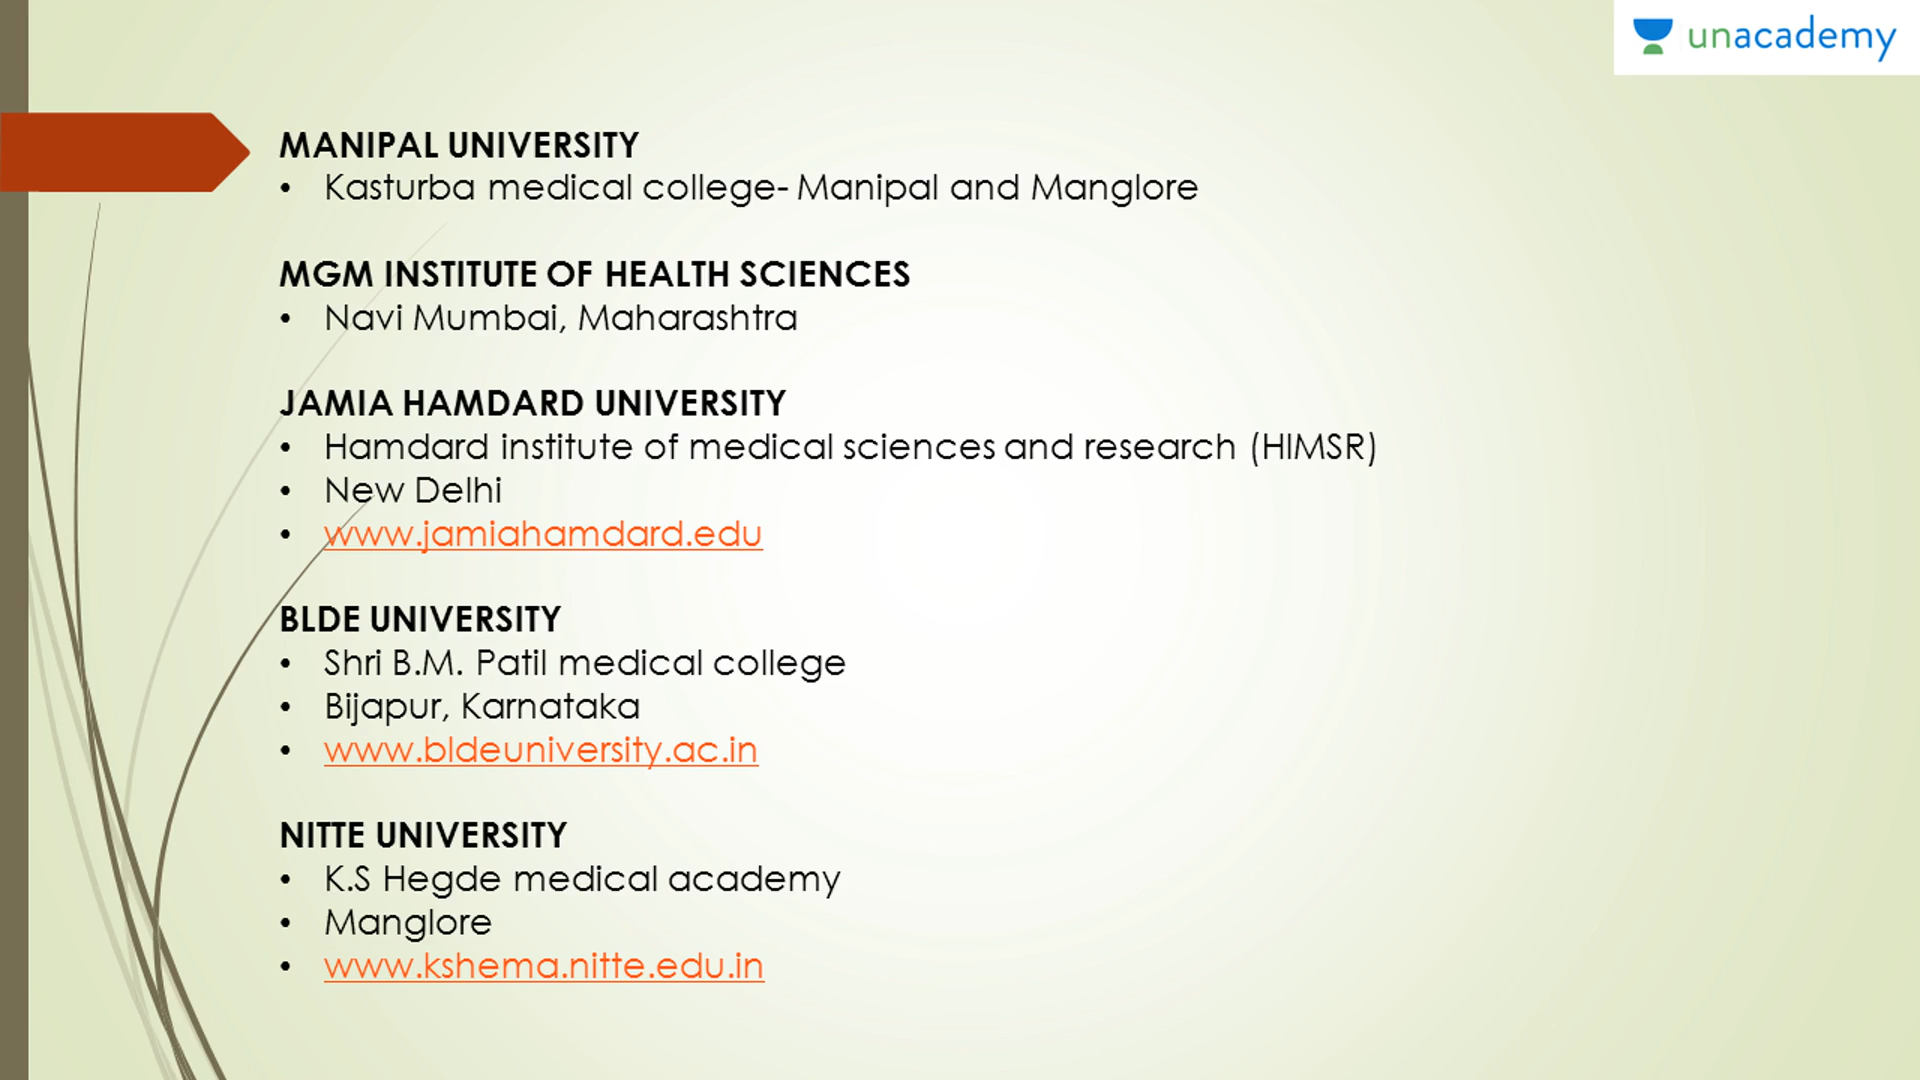 unacademy
MANIPAL UNIVERSITY
• Kasturba medical college- Manipal and Manglore
MGM INSTITUTE OF HEALTH SCIENCES
• Navi Mumbai, Maharashtra
JAMIA HAMDARD UNIVERSITY
• Hamdard institute of medical sciences and research (HIMSR)
• New Delhi
• www.jamiahamdard.edu
BLDE UNIVERSITY
• Shri B.M. Patil medical college
• Bijapur, Karnataka
• www.bldeuniversity.ac.in
NITTE UNIVERSITY
• K.S Hegde medical academy
• Manglore
• www.kshema.nitte.edu.in